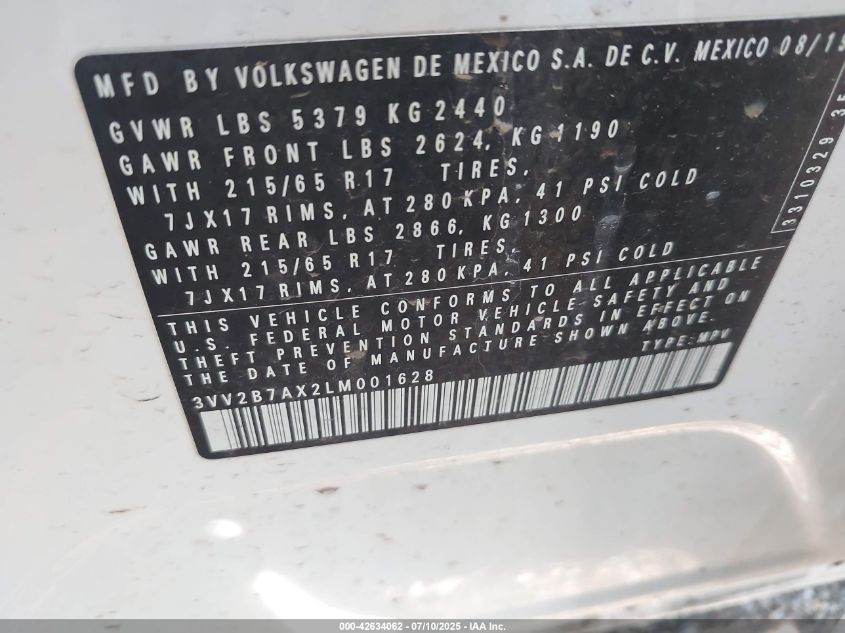 MFD BY VOLKSWAGEN DE MEXICO S.A. DE C.V. MEXICO 08/19
GVWR LBS 5379 KG 2440
GAWR FRONT LBS 2624, KG 1190
WITH 215/65 R17 TIRES,
7JX17 RIMS, AT 280 KPA, 41 PSI COLD
GAWR REAR LBS 2866, KG 1300
WITH 215/65 R17 TIRES,
7JX17 RIMS, AT 280 KPA, 41 PSI COLD
THIS VEHICLE CONFORMS TO ALL APPLICABLE
U.S. FEDERAL MOTOR VEHICLE SAFETY AND
THEFT PREVENTION STANDARDS IN EFFECT ON
THE DATE OF MANUFACTURE SHOWN ABOVE.
3VV2B7AX2LM001628 TYPE: MPV
3310329
000-42634062 - 07/10/2025 - IAA Inc.